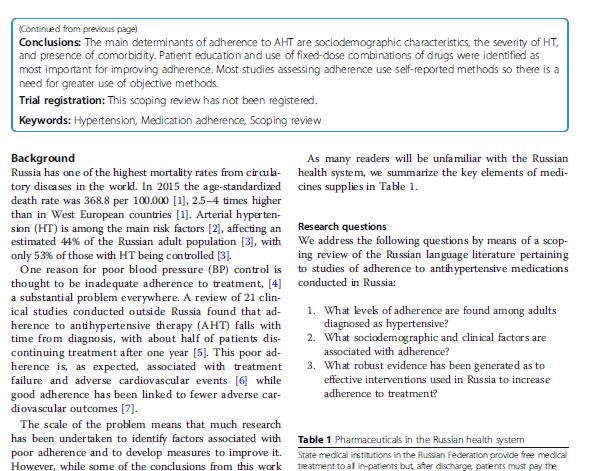 (Continued from previous page)
Conclusions: The main determinants of adherence to AHT are sociodemographic characteristics, the severity of HT,
and presence of comorbidity. Patient education and use of fixed-dose combinations of drugs were identified as
most important for improving adherence. Most studies assessing adherence use self-reported methods so there is a
need for greater use of objective methods.
Trial registration: This scoping review has not been registered.
Keywords: Hypertension, Medication adherence, Scoping review
Background
Russia has one of the highest mortality rates from circula-
tory diseases in the world. In 2015 the age-standardized
death rate was 368.8 per 100.000 [1], 2.5–4 times higher
than in West European countries [1]. Arterial hyperten-
sion (HT) is among the main risk factors [2], affecting an
estimated 44% of the Russian adult population [3], with
only 53% of those with HT being controlled [3].
One reason for poor blood pressure (BP) control is
thought to be inadequate adherence to treatment, [4]
a substantial problem everywhere. A review of 21 clin-
ical studies conducted outside Russia found that ad-
herence to antihypertensive therapy (AHT) falls with
time from diagnosis, with about half of patients dis-
continuing treatment after one year [5]. This poor ad-
herence is, as expected, associated with treatment
failure and adverse cardiovascular events [6] while
good adherence has been linked to fewer adverse car-
diovascular outcomes [7].
The scale of the problem means that much research
has been undertaken to identify factors associated with
poor adherence and to develop measures to improve it.
However, while some of the conclusions from this work
As many readers will be unfamiliar with the Russian
health system, we summarize the key elements of medi-
cines supplies in Table 1.
Research questions
We address the following questions by means of a scop-
ing review of the Russian language literature pertaining
to studies of adherence to antihypertensive medications
conducted in Russia:
1. What levels of adherence are found among adults
diagnosed as hypertensive?
2. What sociodemographic and clinical factors are
associated with adherence?
3. What robust evidence has been generated as to
effective interventions used in Russia to increase
adherence to treatment?
Table 1 Pharmaceuticals in the Russian health system
State medical institutions in the Russian Federation provide free medical
treatment to all in-patients but, after discharge, patients must pay the